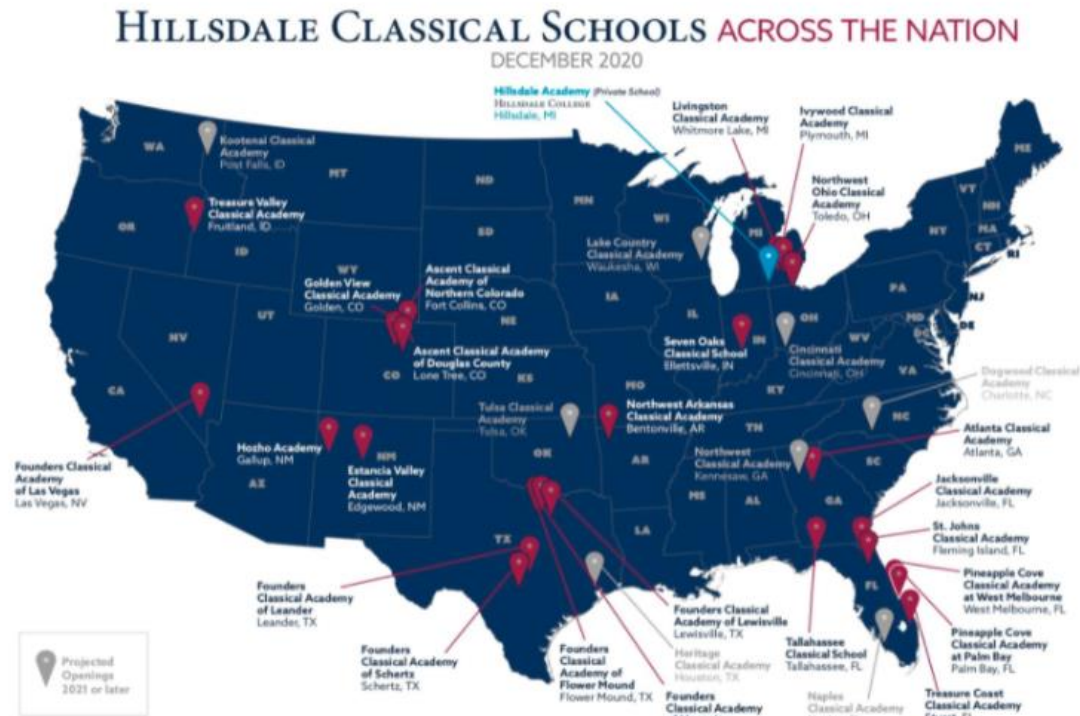 HILLSDALE CLASSICAL SCHOOLS ACROSS THE NATION
DECEMBER 2020
Hillsdale Academy (Private School)
HILLSDALE COLLEGE
Hillsdale, MI
Livingston
Classical Academy
Whitmore Lake, MI
Ivywood Classical
Academy
Plymouth, MI
Northwest
Ohio Classical
Academy
Toledo, OH
Kootenai Classical
Academy
Post Falls, ID
Treasure Valley
Classical Academy
Fruitland, ID
Lake Country
Classical Academy
Waukesha, WI
Golden View
Classical Academy
Golden, CO
Ascent Classical
Academy of
Northern Colorado
Fort Collins, CO
Ascent Classical Academy
of Douglas County
Lone Tree, CO
Seven Oaks
Classical School
Ellettsville, IN
Cincinnati
Classical Academy
Cincinnati, OH
Dogwood Classical
Academy
Charlotte, NC
Tulsa Classical
Academy
Tulsa, OK
Northwest Arkansas
Classical Academy
Bentonville, AR
Northwest
Classical Academy
Kennesaw, GA
Atlanta Classical
Academy
Atlanta, GA
Hozho Academy
Gallup, NM
Estancia Valley
Classical
Academy
Edgewood, NM
Founders Classical
Academy
of Las Vegas
Las Vegas, NV
Jacksonville
Classical Academy
Jacksonville, FL
St. Johns
Classical Academy
Fleming Island, FL
Pineapple Cove
Classical Academy
at West Melbourne
West Melbourne, FL
Pineapple Cove
Classical Academy
at Palm Bay
Palm Bay, FL
Treasure Coast
Classical Academy
Founders
Classical Academy
of Leander
Leander, TX
Founders
Classical Academy
of Schertz
Schertz, TX
Founders
Classical
Academy of
Flower Mound
Flower Mound, TX
Founders Classical
Academy of Lewisville
Lewisville, TX
Heritage
Classical Academy
Houston, TX
Founders
Classical Academy
Tallahassee
Classical School
Tallahassee, FL
Naples
Classical Academy
Projected
Openings
2021 or later
WA
MT
ND
MN
ME
OR
ID
SD
WI
MI
NY
VT
NH
MA
CT
RI
WY
IA
PA
NJ
NV
UT
NE
IL
IN
OH
WV
MD
DC
DE
CA
CO
KS
MO
KY
VA
NC
AZ
NM
OK
AR
TN
SC
TX
LA
MS
AL
GA
FL